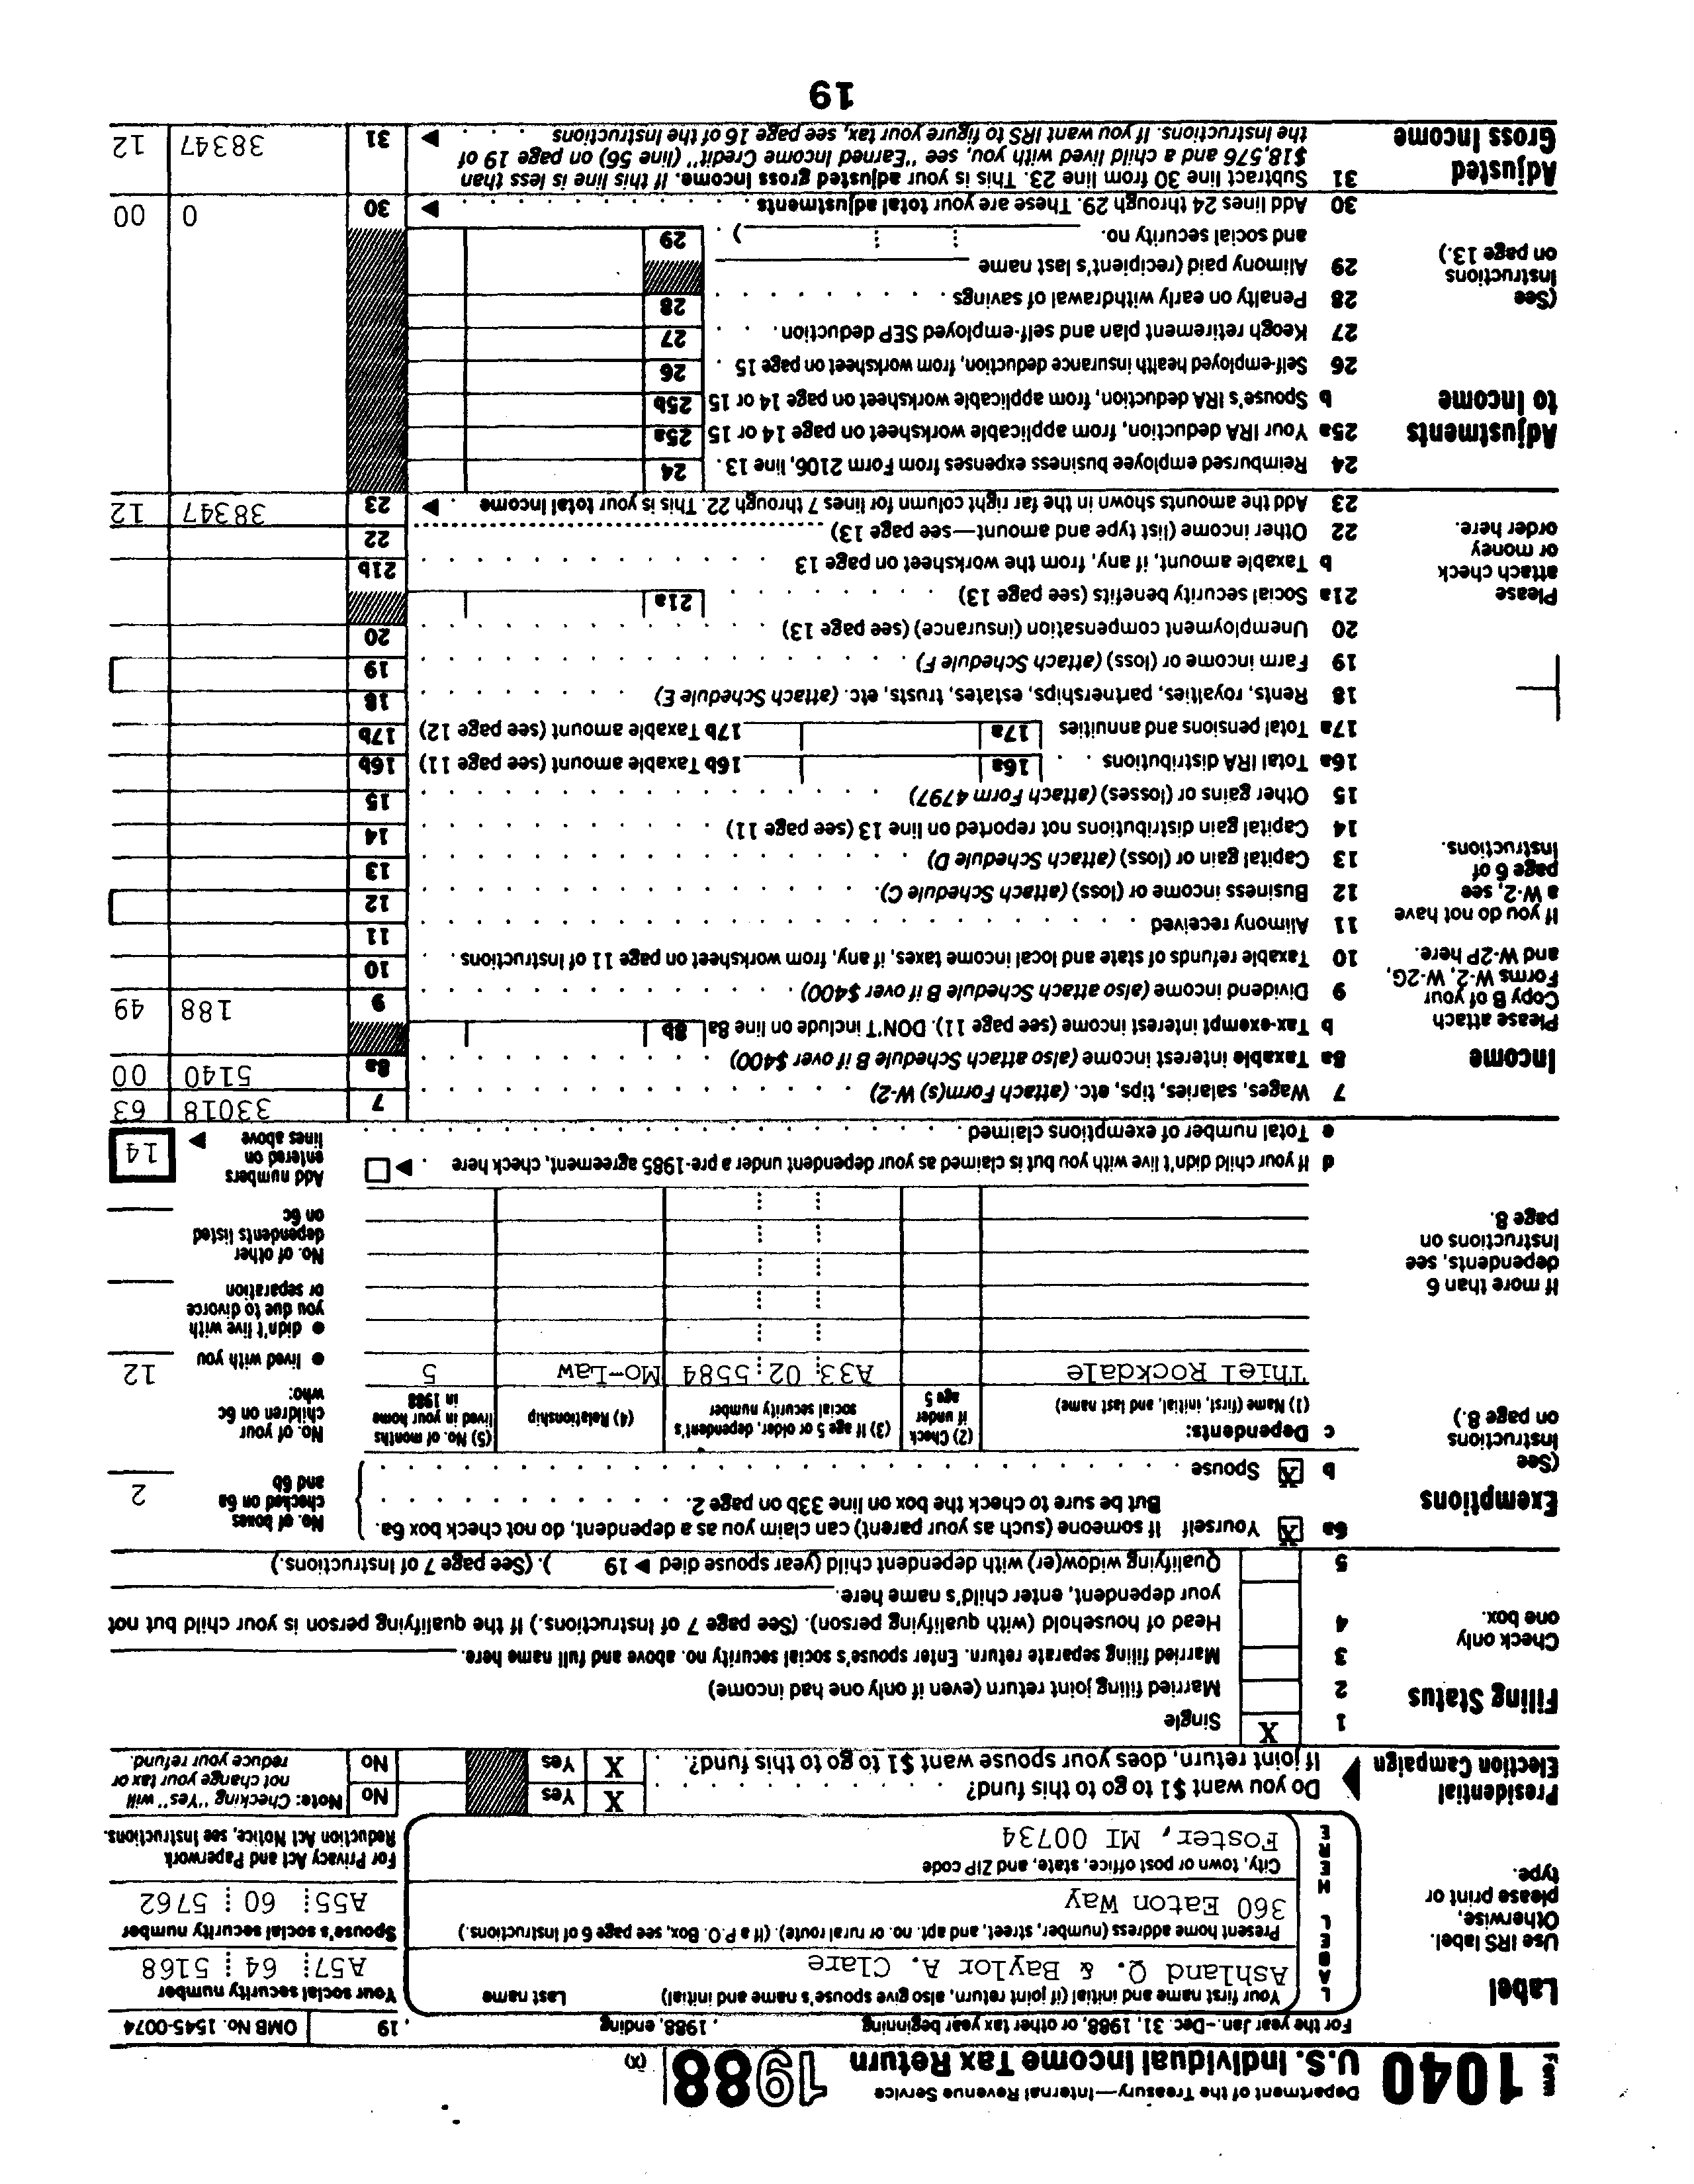 Form 1040 Department of the Treasury—Internal Revenue Service
U.S. Individual Income Tax Return 1988 (X)
For the year Jan.–Dec. 31, 1988, or other tax year beginning , 1988, ending , 19 OMB No. 1545-0074
Label
Use IRS label.
Otherwise,
please print or
type.
LABEL HERE
Your first name and initial (if joint return, also give spouse's name and initial) Last name
Ashland Q. & Baylor A. Clare
Your social security number
A57 64 5168
Present home address (number, street, and apt. no. or rural route). (If a P.O. Box, see page 6 of Instructions.)
360 Eaton Way
Spouse's social security number
A55 60 5762
City, town or post office, state, and ZIP code
Foster, MI 00734
For Privacy Act and Paperwork
Reduction Act Notice, see Instructions.
Presidential
Election Campaign
Do you want $1 to go to this fund? X Yes No
If joint return, does your spouse want $1 to go to this fund? X Yes No
Note: Checking "Yes" will
not change your tax or
reduce your refund.
Filing Status
Check only
one box.
1 X Single
2 Married filing joint return (even if only one had income)
3 Married filing separate return. Enter spouse's social security no. above and full name here.
4 Head of household (with qualifying person). (See page 7 of Instructions.) If the qualifying person is your child but not
your dependent, enter child's name here.
5 Qualifying widow(er) with dependent child (year spouse died ▶ 19 ). (See page 7 of Instructions.)
Exemptions
(See
Instructions
on page 8.)
If more than 6
dependents, see
Instructions on
page 8.
6a X Yourself If someone (such as your parent) can claim you as a dependent, do not check box 6a.
But be sure to check the box on line 33b on page 2.
b X Spouse
No. of boxes
checked on 6a
and 6b
2
c Dependents:
(1) Name (first, initial, and last name)
(2) Check
if under
age 5
(3) If age 5 or older, dependent's
social security number
(4) Relationship
(5) No. of months
lived in your home
in 1988
Thiel Rockdale A33 02 5584 Mo-Law 5
No. of your
children on 6c
who:
● lived with you 12
● didn't live with
you due to divorce
or separation
No. of other
dependents listed
on 6c
d If your child didn't live with you but is claimed as your dependent under a pre-1985 agreement, check here ▶
e Total number of exemptions claimed
Add numbers
entered on
lines above ▶ 14
Income
Please attach
Copy B of your
Forms W-2, W-2G,
and W-2P here.
If you do not have
a W-2, see
page 6 of
Instructions.
Please
attach check
or money
order here.
7 Wages, salaries, tips, etc. (attach Form(s) W-2) 7 33018 63
8a Taxable interest income (also attach Schedule B if over $400) 8a 5140 00
b Tax-exempt interest income (see page 11). DON'T include on line 8a 8b
9 Dividend income (also attach Schedule B if over $400) 9 188 49
10 Taxable refunds of state and local income taxes, if any, from worksheet on page 11 of Instructions 10
11 Alimony received 11
12 Business income or (loss) (attach Schedule C) 12
13 Capital gain or (loss) (attach Schedule D) 13
14 Capital gain distributions not reported on line 13 (see page 11) 14
15 Other gains or (losses) (attach Form 4797) 15
16a Total IRA distributions 16a 16b Taxable amount (see page 11) 16b
17a Total pensions and annuities 17a 17b Taxable amount (see page 12) 17b
18 Rents, royalties, partnerships, estates, trusts, etc. (attach Schedule E) 18
19 Farm income or (loss) (attach Schedule F) 19
20 Unemployment compensation (insurance) (see page 13) 20
21a Social security benefits (see page 13) 21a
b Taxable amount, if any, from the worksheet on page 13 21b
22 Other income (list type and amount—see page 13) 22
23 Add the amounts shown in the far right column for lines 7 through 22. This is your total income ▶ 23 38347 12
Adjustments
to Income
(See
Instructions
on page 13.)
24 Reimbursed employee business expenses from Form 2106, line 13 24
25a Your IRA deduction, from applicable worksheet on page 14 or 15 25a
b Spouse's IRA deduction, from applicable worksheet on page 14 or 15 25b
26 Self-employed health insurance deduction, from worksheet on page 15 26
27 Keogh retirement plan and self-employed SEP deduction 27
28 Penalty on early withdrawal of savings 28
29 Alimony paid (recipient's last name
and social security no. ) 29
30 Add lines 24 through 29. These are your total adjustments ▶ 30 0 00
Adjusted
Gross Income
31 Subtract line 30 from line 23. This is your adjusted gross income. If this line is less than
$18,576 and a child lived with you, see "Earned Income Credit" (line 56) on page 19 of
the Instructions. If you want IRS to figure your tax, see page 16 of the Instructions ▶ 31 38347 12
19